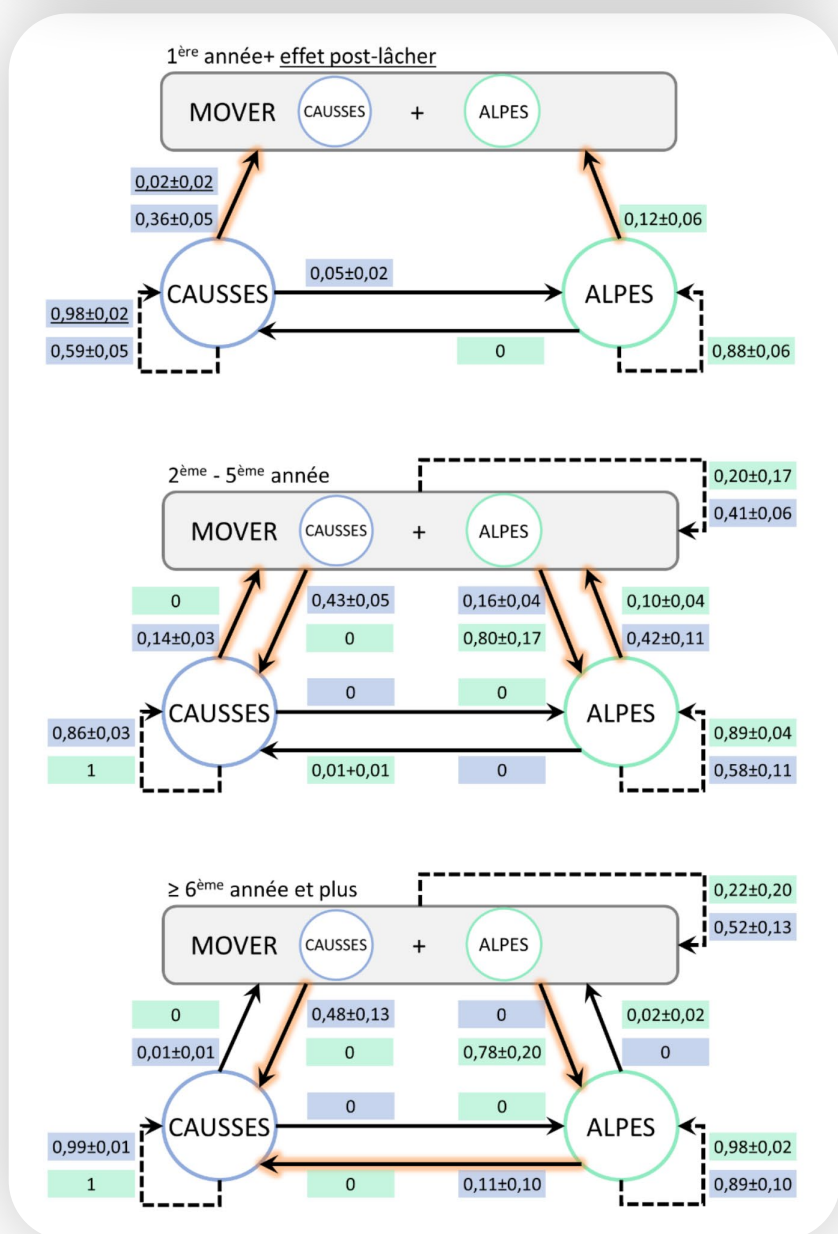 1ère année+ effet post-lâcher
MOVER CAUSSES + ALPES
0,02±0,02
0,36±0,05 0,12±0,06
CAUSSES 0,05±0,02 ALPES
0,98±0,02
0,59±0,05 0 0,88±0,06
2ème - 5ème année 0,20±0,17
MOVER CAUSSES + ALPES 0,41±0,06
0 0,43±0,05 0,16±0,04 0,10±0,04
0,14±0,03 0 0,80±0,17 0,42±0,11
CAUSSES 0 0 ALPES
0,86±0,03 0,89±0,04
1 0,01+0,01 0 0,58±0,11
≥ 6ème année et plus 0,22±0,20
MOVER CAUSSES + ALPES 0,52±0,13
0 0,48±0,13 0 0,02±0,02
0,01±0,01 0 0,78±0,20 0
CAUSSES 0 0 ALPES
0,99±0,01 0,98±0,02
1 0 0,11±0,10 0,89±0,10